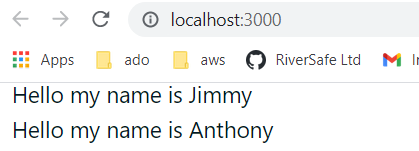 localhost:3000
Apps ado aws RiverSafe Ltd
Hello my name is Jimmy
Hello my name is Anthony